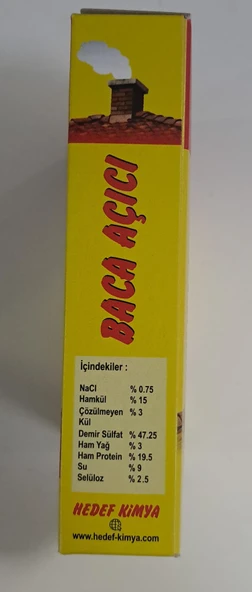 BACA AÇICI
İçindekiler :
NaCl % 0.75
Hamkül % 15
Çözülmeyen % 3
Kül
Demir Sülfat % 47.25
Ham Yağ % 3
Ham Protein % 19.5
Su % 9
Selüloz % 2.5
HEDEF KİMYA
www.hedef-kimya.com